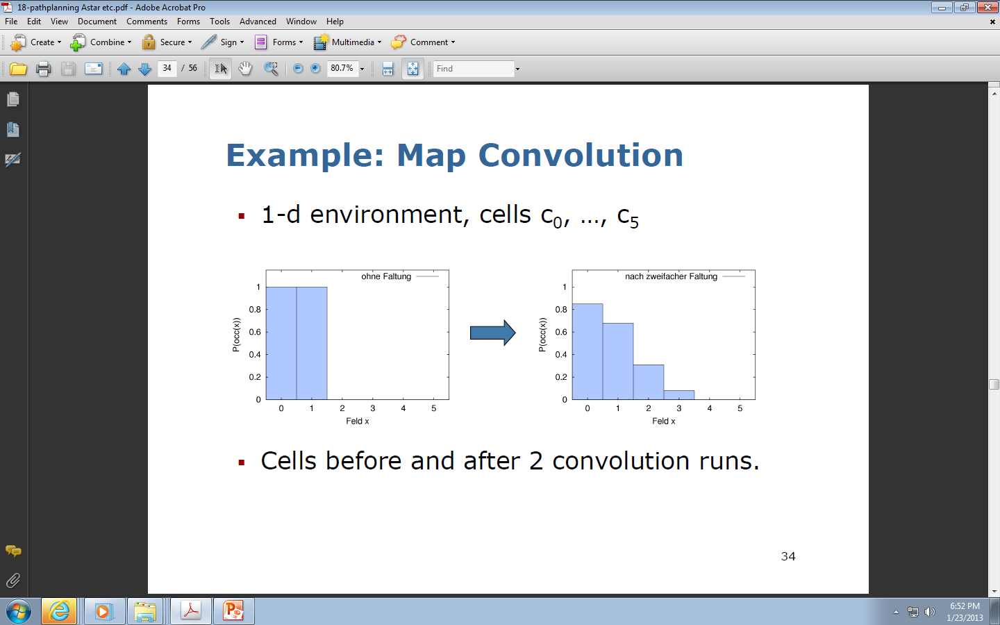 18-pathplanning Astar etc.pdf - Adobe Acrobat Pro
File Edit View Document Comments Forms Tools Advanced Window Help
Create Combine Secure Sign Forms Multimedia Comment
34 / 56 80.7% Find
Example: Map Convolution
1-d environment, cells c0, …, c5
ohne Faltung
1
0.8
0.6
0.4
0.2
0
P(occ(x))
0 1 2 3 4 5
Feld x
nach zweifacher Faltung
1
0.8
0.6
0.4
0.2
0
P(occ(x))
0 1 2 3 4 5
Feld x
Cells before and after 2 convolution runs.
34
6:52 PM
1/23/2013